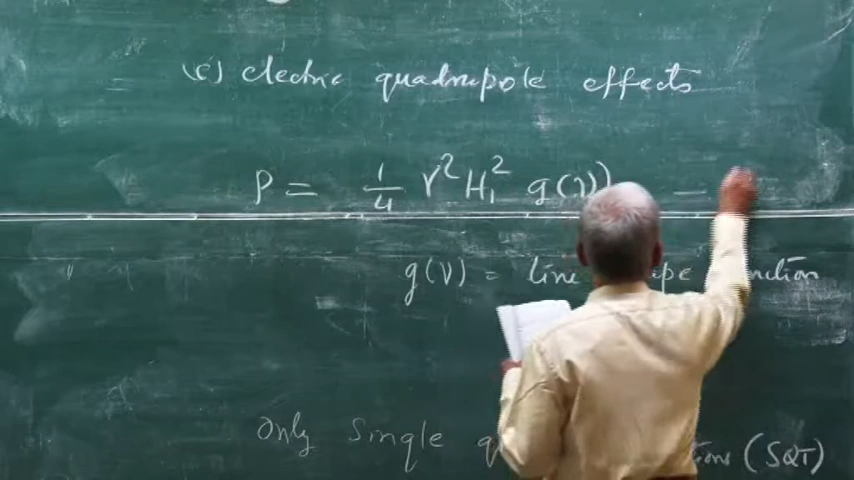 (c) electric quadrupole effects
P = 1/4 γ² H₁² g(ν) —
g(ν) = line
Only Single (SQT)